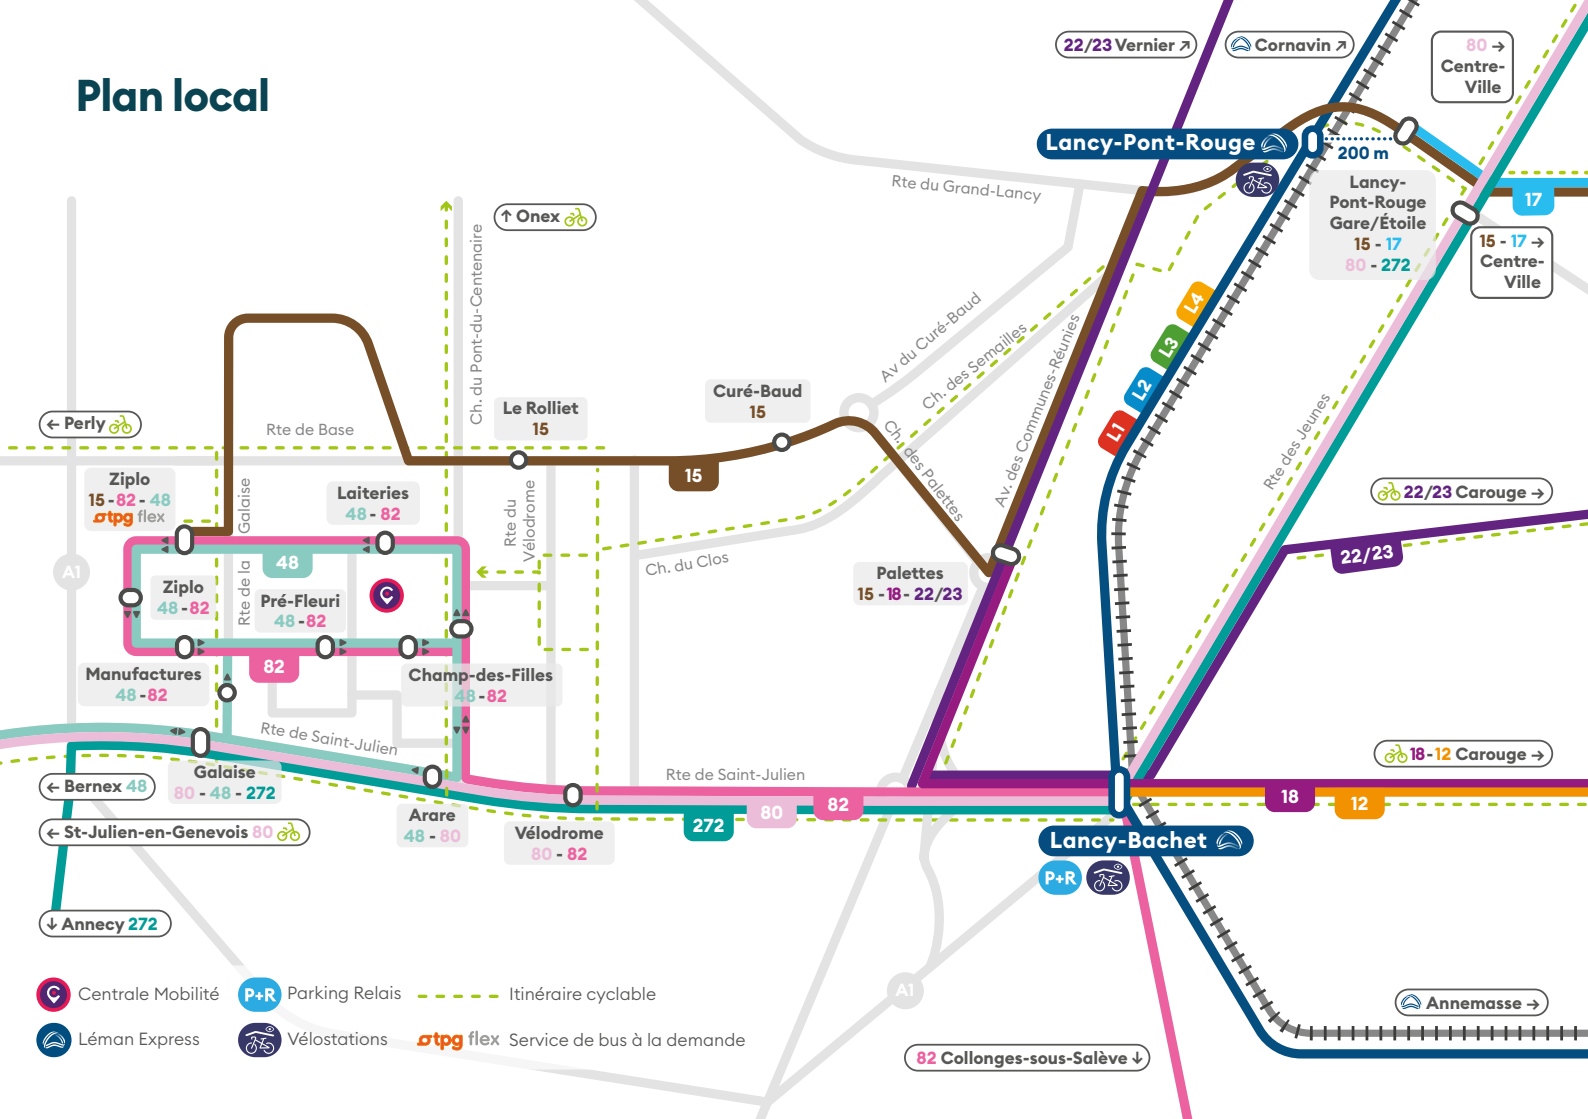 Plan local
22/23 Vernier ↗
Cornavin ↗
80 →
Centre-
Ville
Lancy-Pont-Rouge
200 m
Rte du Grand-Lancy
Lancy-
Pont-Rouge
Gare/Étoile
15 - 17
80 - 272
17
15 - 17 →
Centre-
Ville
↑ Onex
Ch. du Pont-du-Centenaire
Av du Curé-Baud
Ch. des Semailles
Av. des Communes-Réunies
L4
L3
L2
L1
Rte des Jeunes
← Perly
Rte de Base
Le Rolliet
15
Curé-Baud
15
15
Ch. des Palettes
Ziplo
15 - 82 - 48
tpg flex
Rte de la Galaise
Laiteries
48 - 82
Rte du
Vélodrome
Ch. du Clos
22/23 Carouge →
22/23
A1
48
Ziplo
48 - 82
Pré-Fleuri
48 - 82
Palettes
15 - 18 - 22/23
Manufactures
48 - 82
82
Champ-des-Filles
48 - 82
Rte de Saint-Julien
Galaise
80 - 48 - 272
← Bernex 48
← St-Julien-en-Genevois 80
Arare
48 - 80
Vélodrome
80 - 82
Rte de Saint-Julien
272
80
82
18-12 Carouge →
18
12
Lancy-Bachet
P+R
↓ Annecy 272
A1
Annemasse →
82 Collonges-sous-Salève ↓
Centrale Mobilité
P+R Parking Relais
Itinéraire cyclable
Léman Express
Vélostations
tpg flex Service de bus à la demande